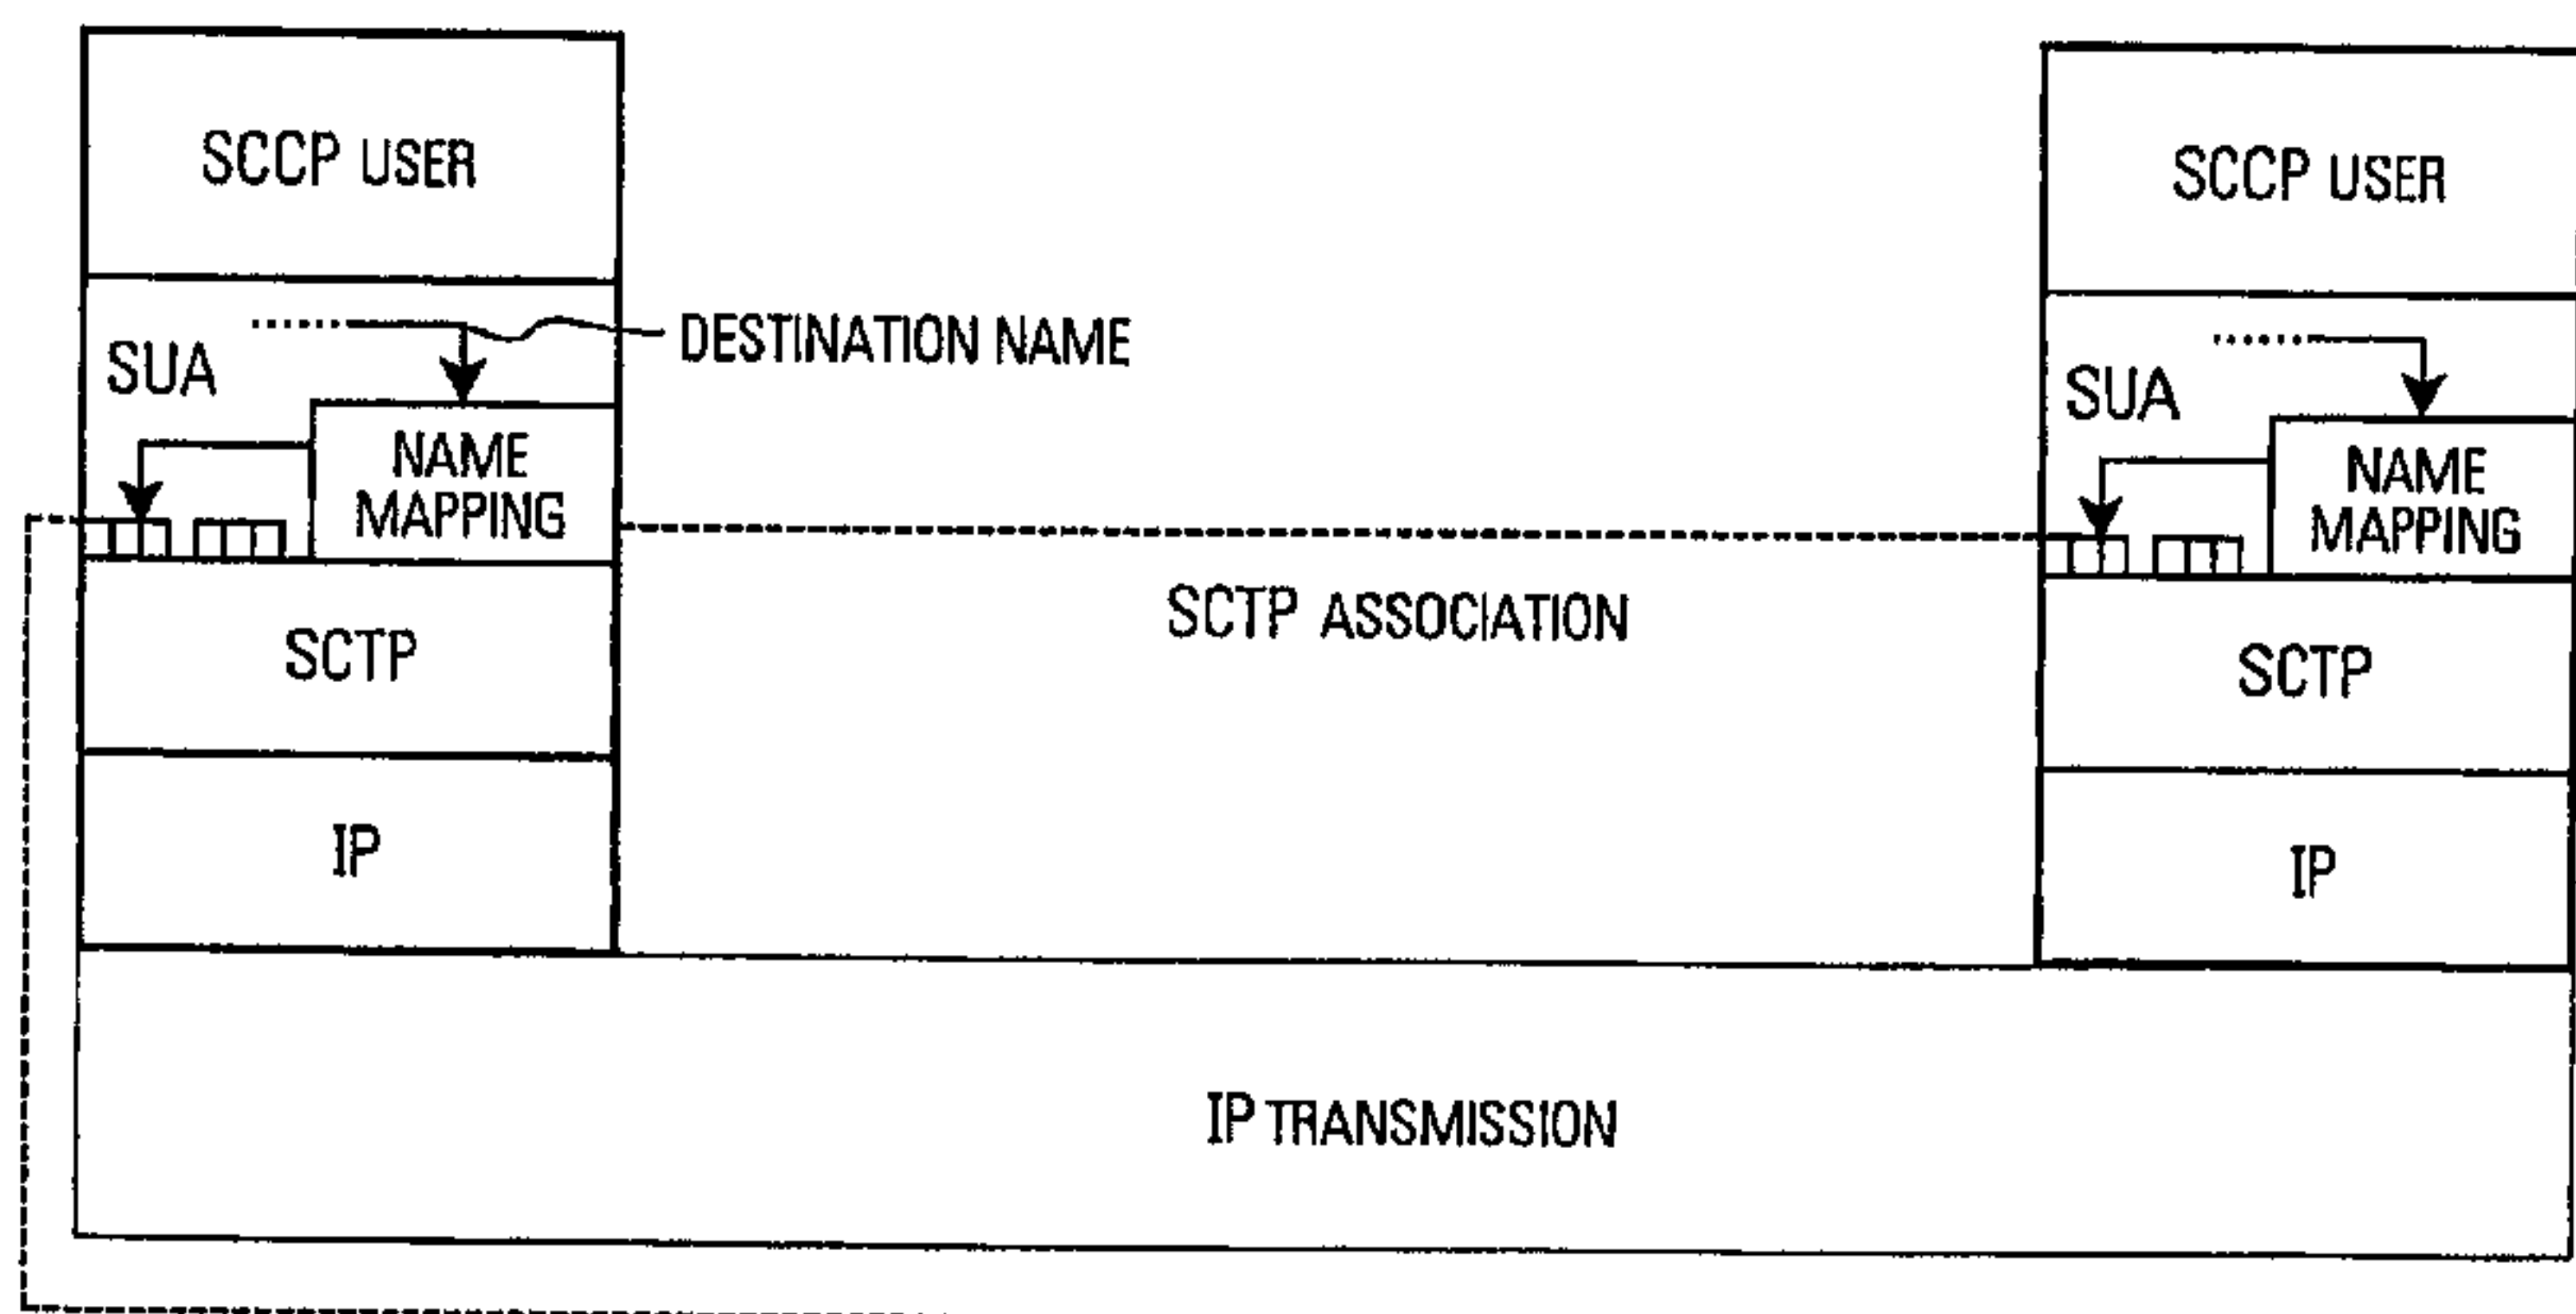 SCCP USER
SCCP USER
DESTINATION NAME
SUA
SUA
NAME
MAPPING
NAME
MAPPING
SCTP ASSOCIATION
SCTP
SCTP
IP
IP
IP TRANSMISSION